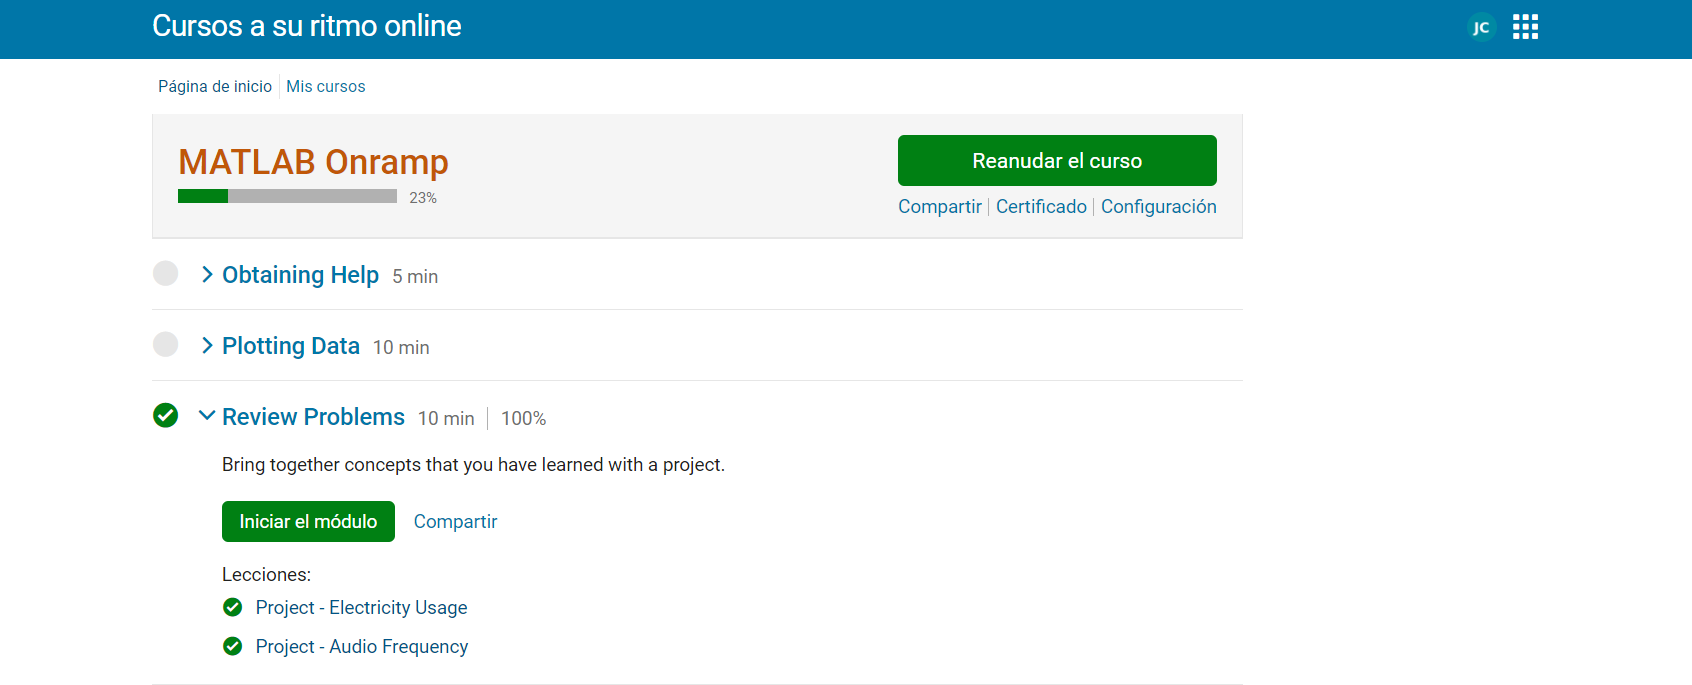 Cursos a su ritmo online
JC
Página de inicio Mis cursos
MATLAB Onramp
23%
Reanudar el curso
Compartir Certificado Configuración
Obtaining Help 5 min
Plotting Data 10 min
Review Problems 10 min 100%
Bring together concepts that you have learned with a project.
Iniciar el módulo Compartir
Lecciones:
Project - Electricity Usage
Project - Audio Frequency